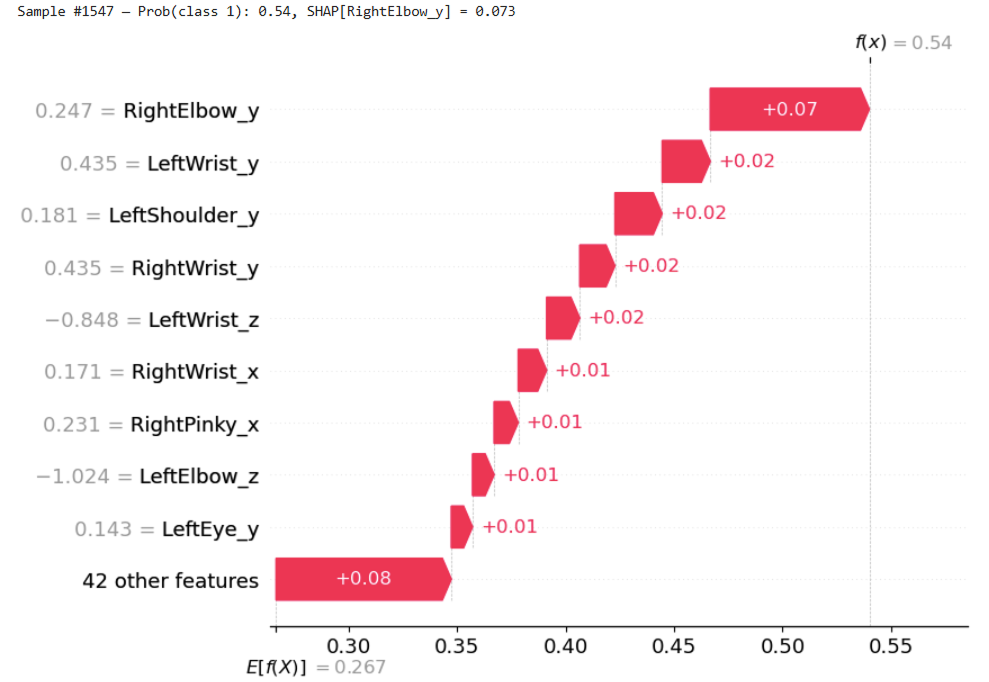 Sample #1547 — Prob(class 1): 0.54, SHAP[RightElbow_y] = 0.073
f(x) = 0.54
0.247 = RightElbow_y +0.07
0.435 = LeftWrist_y +0.02
0.181 = LeftShoulder_y +0.02
0.435 = RightWrist_y +0.02
−0.848 = LeftWrist_z +0.02
0.171 = RightWrist_x +0.01
0.231 = RightPinky_x +0.01
−1.024 = LeftElbow_z +0.01
0.143 = LeftEye_y +0.01
42 other features +0.08
0.30 0.35 0.40 0.45 0.50 0.55
E[f(X)] = 0.267